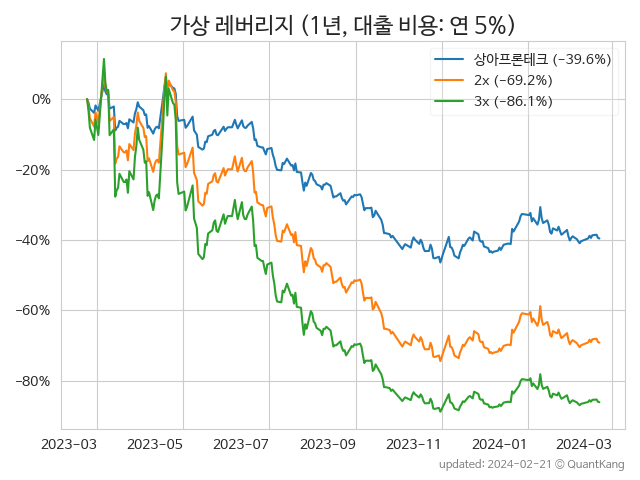 가상 레버리지 (1년, 대출 비용: 연 5%)
상아프론테크 (−39.6%)
2x (−69.2%)
3x (−86.1%)
0%
−20%
−40%
−60%
−80%
2023−03 2023−05 2023−07 2023−09 2023−11 2024−01 2024−03
updated: 2024−02−21 © QuantKang